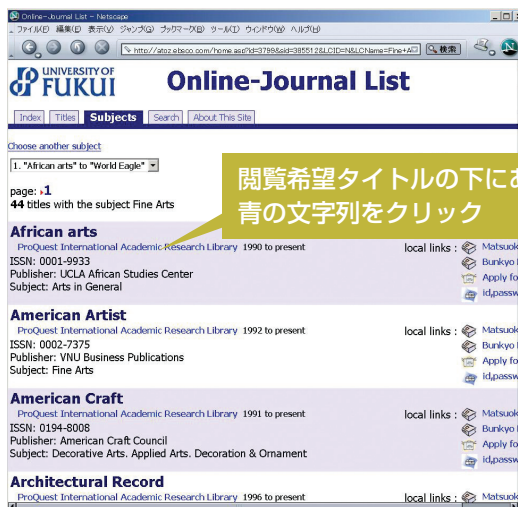 Online-Journal List - Netscape
ファイル(F) 編集(E) 表示(V) ジャンプ(G) ブックマーク(B) ツール(T) ウィンドウ(W) ヘルプ(H)
http://atoz.ebsco.com/home.asp?Id=3799&sid=385512&LCID=N&LCName=Fine+A 検索
UNIVERSITY OF
FUKUI
Online-Journal List
Index Titles Subjects Search About This Site
Choose another subject
1. "African arts" to "World Eagle"
page: 1
44 titles with the subject Fine Arts
閲覧希望タイトルの下にあ
青の文字列をクリック
African arts
ProQuest International Academic Research Library 1990 to present local links : Matsuok
ISSN: 0001-9933 Bunkyo
Publisher: UCLA African Studies Center Apply fo
Subject: Arts in General id,passw
American Artist
ProQuest International Academic Research Library 1992 to present local links : Matsuok
ISSN: 0002-7375 Bunkyo
Publisher: VNU Business Publications Apply fo
Subject: Fine Arts id,passw
American Craft
ProQuest International Academic Research Library 1991 to present local links : Matsuok
ISSN: 0194-8008 Bunkyo
Publisher: American Craft Council Apply fo
Subject: Decorative Arts. Applied Arts. Decoration & Ornament id,passw
Architectural Record
ProQuest International Academic Research Library 1996 to present local links : Matsuok